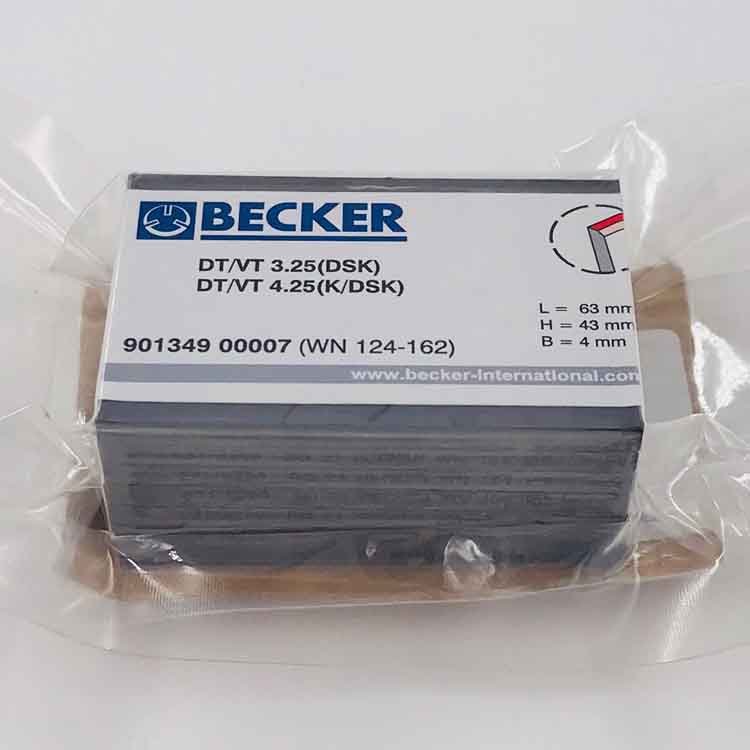 BECKER
DT/VT 3.25(DSK)
DT/VT 4.25(K/DSK)
L = 63 mm
H = 43 mm
B = 4 mm
901349 00007 (WN 124-162)
www.becker-international.com